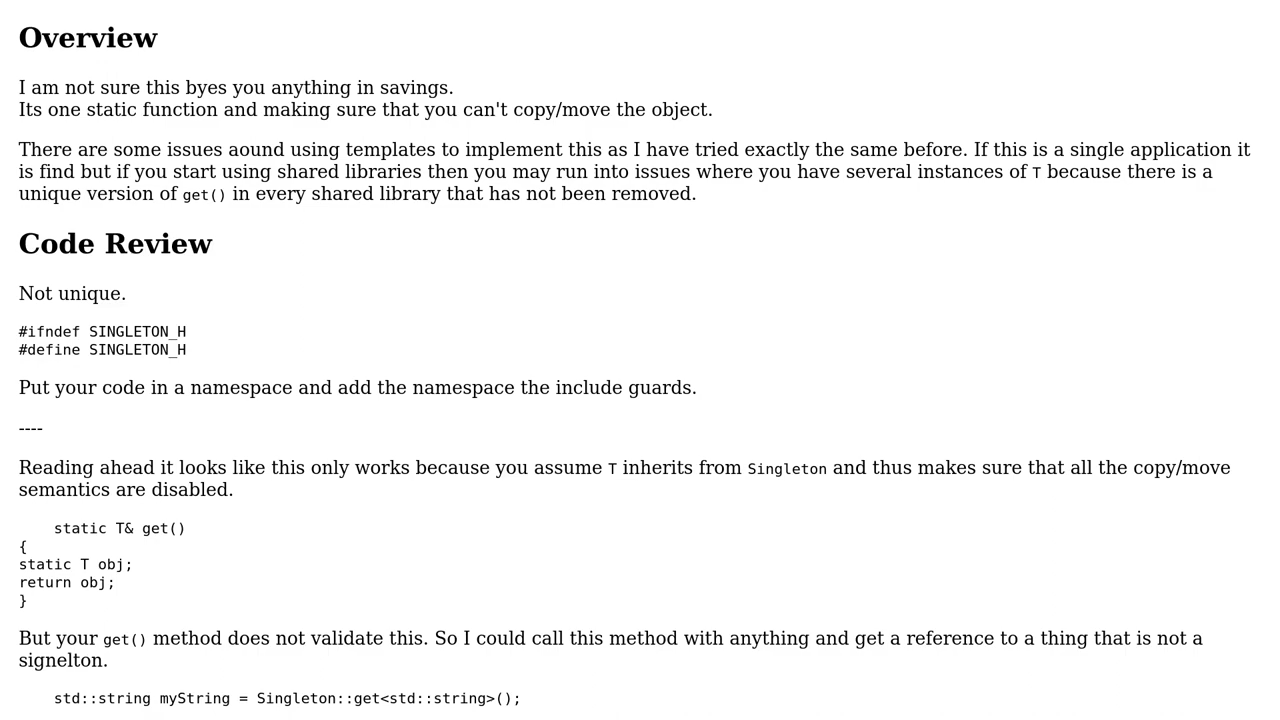 Overview
I am not sure this byes you anything in savings.
Its one static function and making sure that you can't copy/move the object.
There are some issues aound using templates to implement this as I have tried exactly the same before. If this is a single application it
is find but if you start using shared libraries then you may run into issues where you have several instances of T because there is a
unique version of get() in every shared library that has not been removed.
Code Review
Not unique.
#ifndef SINGLETON_H
#define SINGLETON_H
Put your code in a namespace and add the namespace the include guards.
----
Reading ahead it looks like this only works because you assume T inherits from Singleton and thus makes sure that all the copy/move
semantics are disabled.
    static T& get()
{
static T obj;
return obj;
}
But your get() method does not validate this. So I could call this method with anything and get a reference to a thing that is not a
signelton.
    std::string myString = Singleton::get<std::string>();